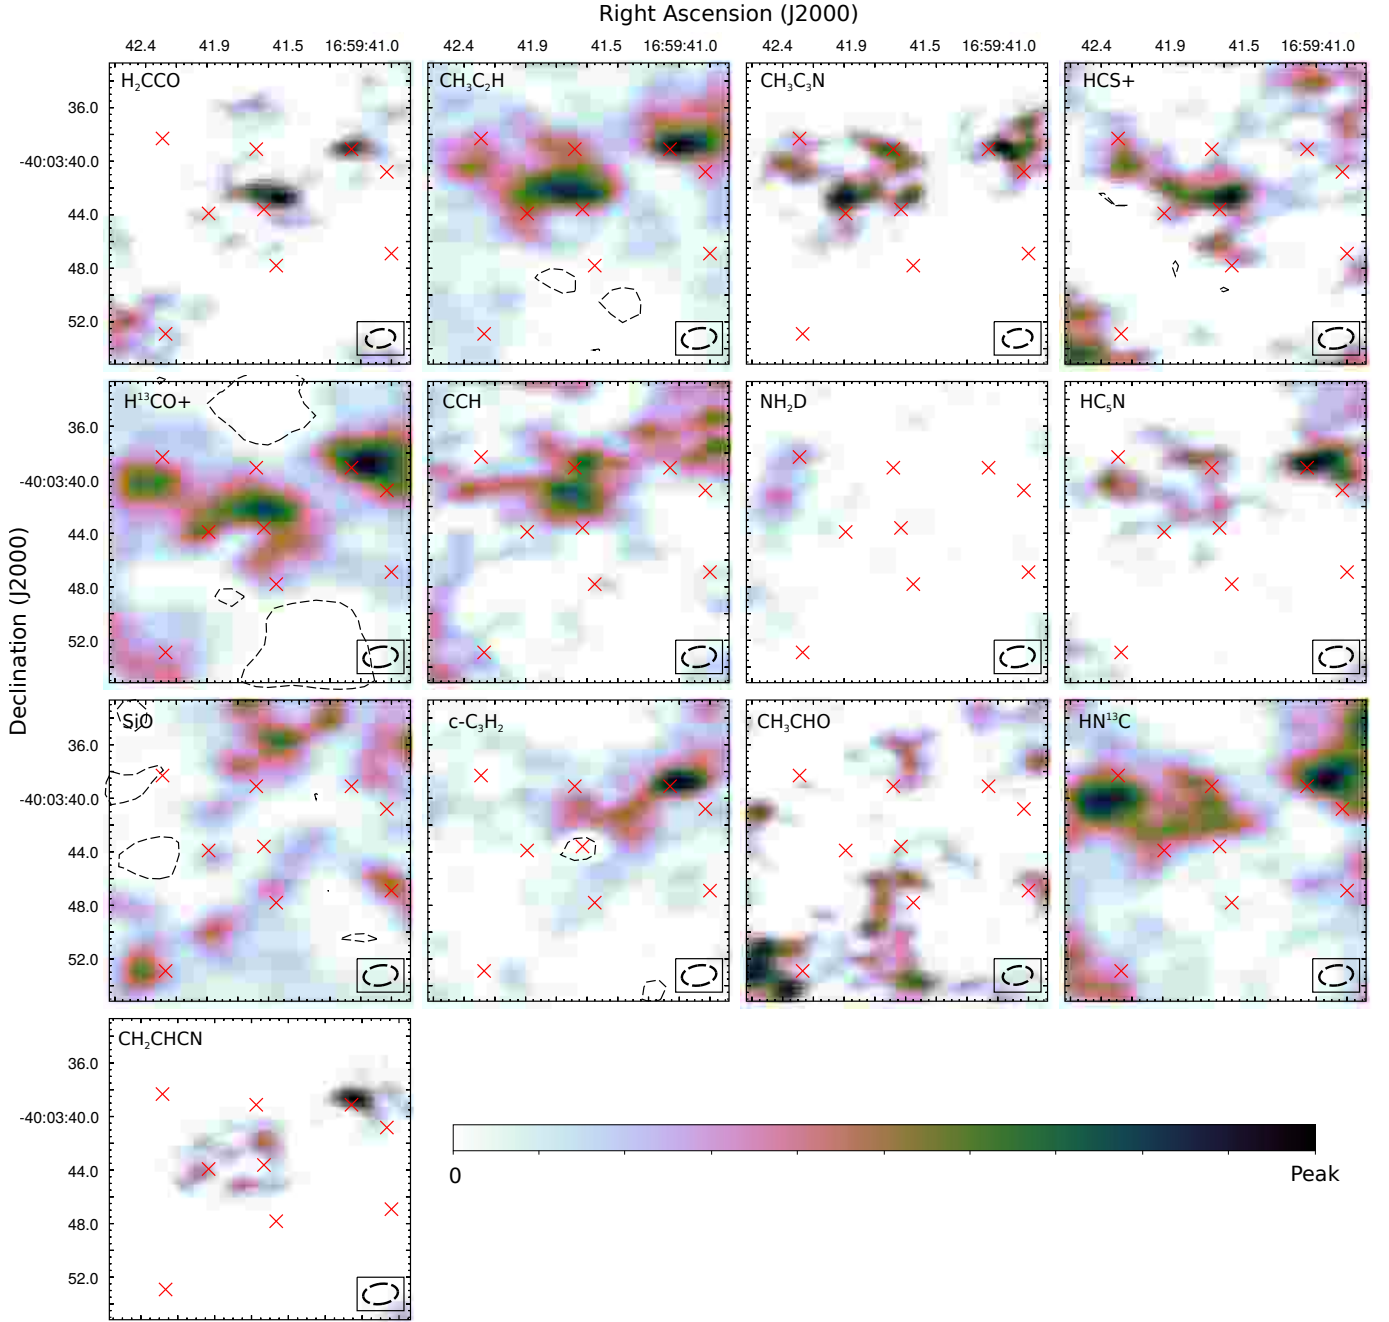 Right Ascension (J2000)
42.4 41.9 41.5 16:59:41.0 42.4 41.9 41.5 16:59:41.0 42.4 41.9 41.5 16:59:41.0 42.4 41.9 41.5 16:59:41.0
H₂CCO CH₃C₂H CH₃C₃N HCS+
36.0
-40:03:40.0
44.0
48.0
52.0
H¹³CO+ CCH NH₂D HC₅N
36.0
-40:03:40.0
44.0
48.0
52.0
Declination (J2000)
SiO c-C₃H₂ CH₃CHO HN¹³C
36.0
-40:03:40.0
44.0
48.0
52.0
CH₂CHCN
36.0
-40:03:40.0
44.0
48.0
52.0
0 Peak